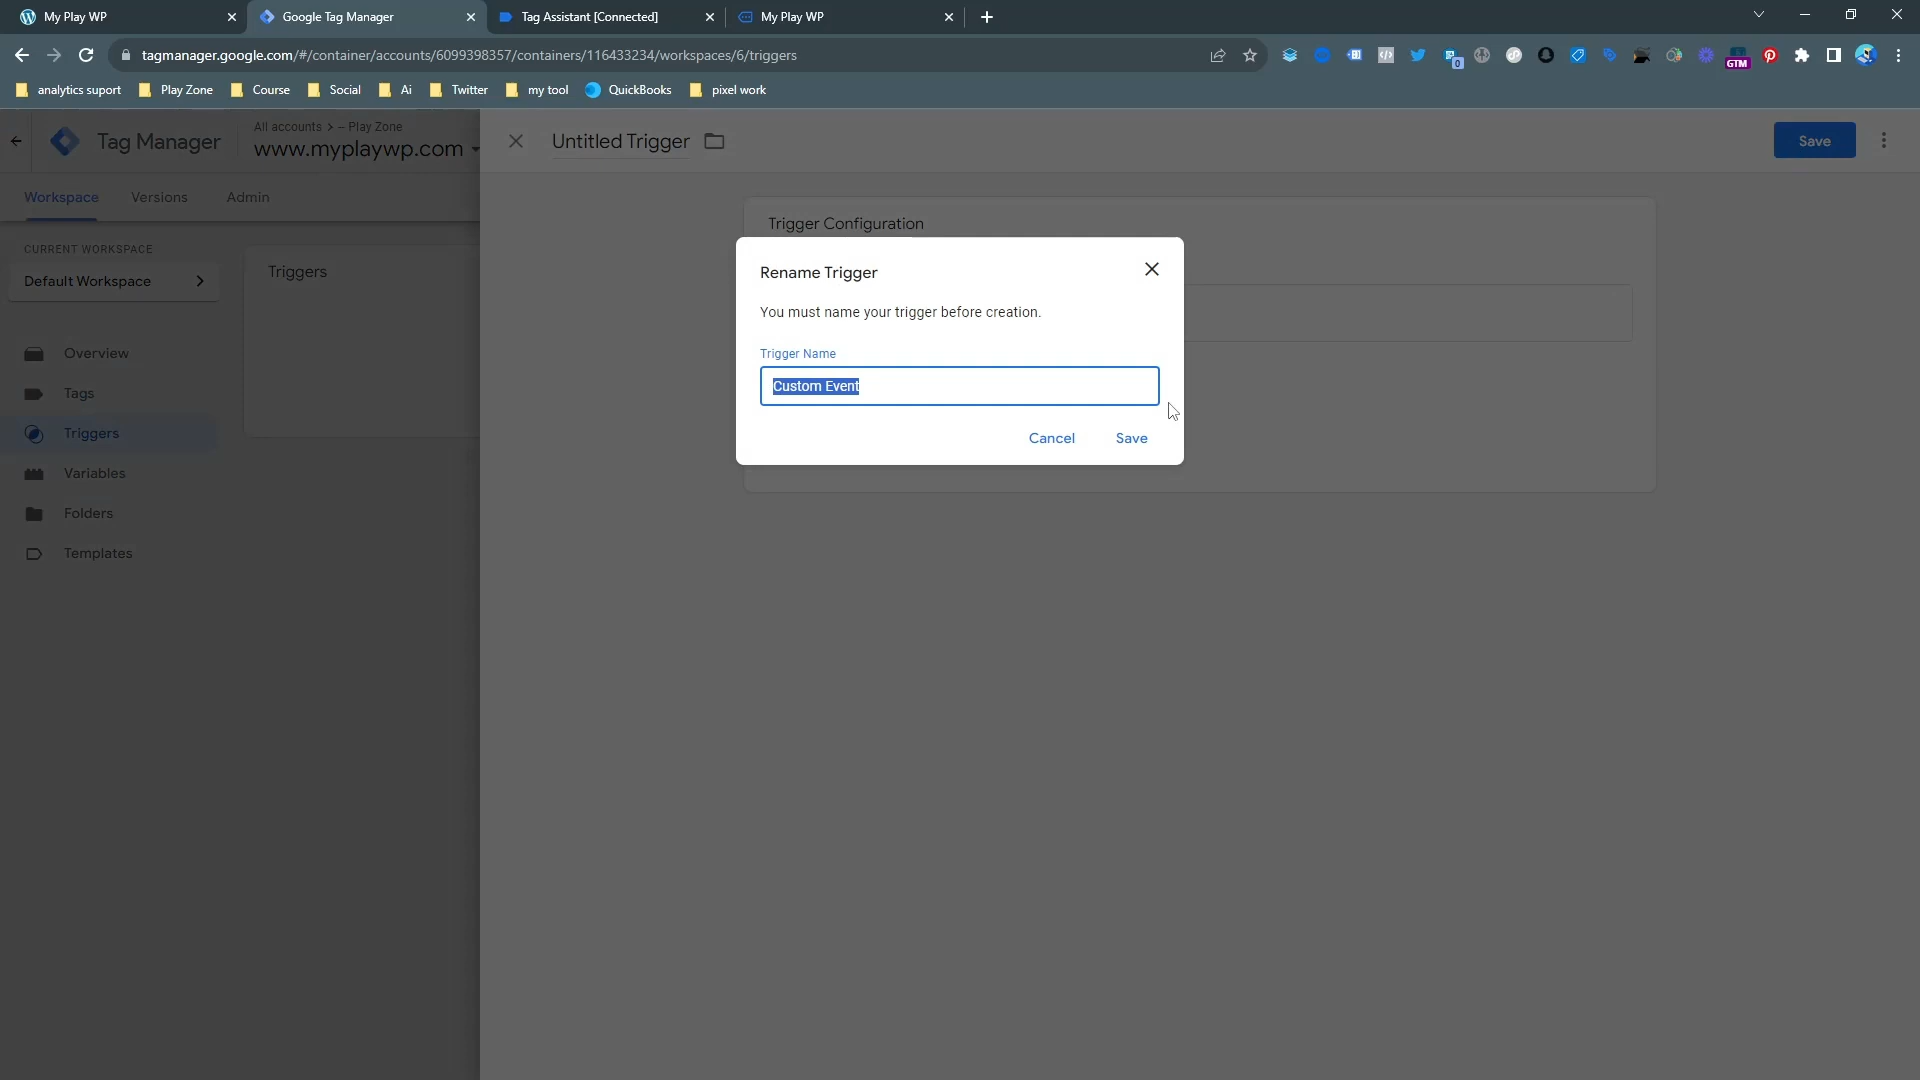 My Play WP
Google Tag Manager
Tag Assistant [Connected]
My Play WP
tagmanager.google.com/#/container/accounts/6099398357/containers/116433234/workspaces/6/triggers
0
GTM
analytics suport
Play Zone
Course
Social
Ai
Twitter
my tool
QuickBooks
pixel work
Tag Manager
All accounts > -- Play Zone
www.myplaywp.com
Untitled Trigger
Save
Workspace
Versions
Admin
CURRENT WORKSPACE
Default Workspace
Triggers
Overview
Tags
Triggers
Variables
Folders
Templates
Trigger Configuration
Rename Trigger
You must name your trigger before creation.
Trigger Name
Custom Event
Cancel
Save